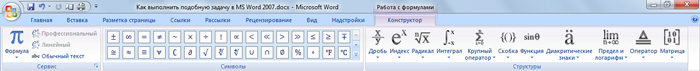 Как выполнить подобную задачу в MS Word 2007.docx - Microsoft Word
Работа с формулами
Главная Вставка Разметка страницы Ссылки Рассылки Рецензирование Вид Надстройки Конструктор
π Формула
Профессиональный
Линейный
abc Обычный текст
Сервис
± ∞ = ≠ ~ × ÷ ! ∝ < ≪ > ≫ ≤ ≥ ∓
≅ ≈ ≡ ∀ ∁ ∂ √ ∛ ∜ ∪ ∩ ∅ % ° °F °C
Символы
Дробь Индекс Радикал Интеграл Крупный оператор Скобка Функция Диакритические знаки Предел и логарифм Оператор Матрица
Структуры